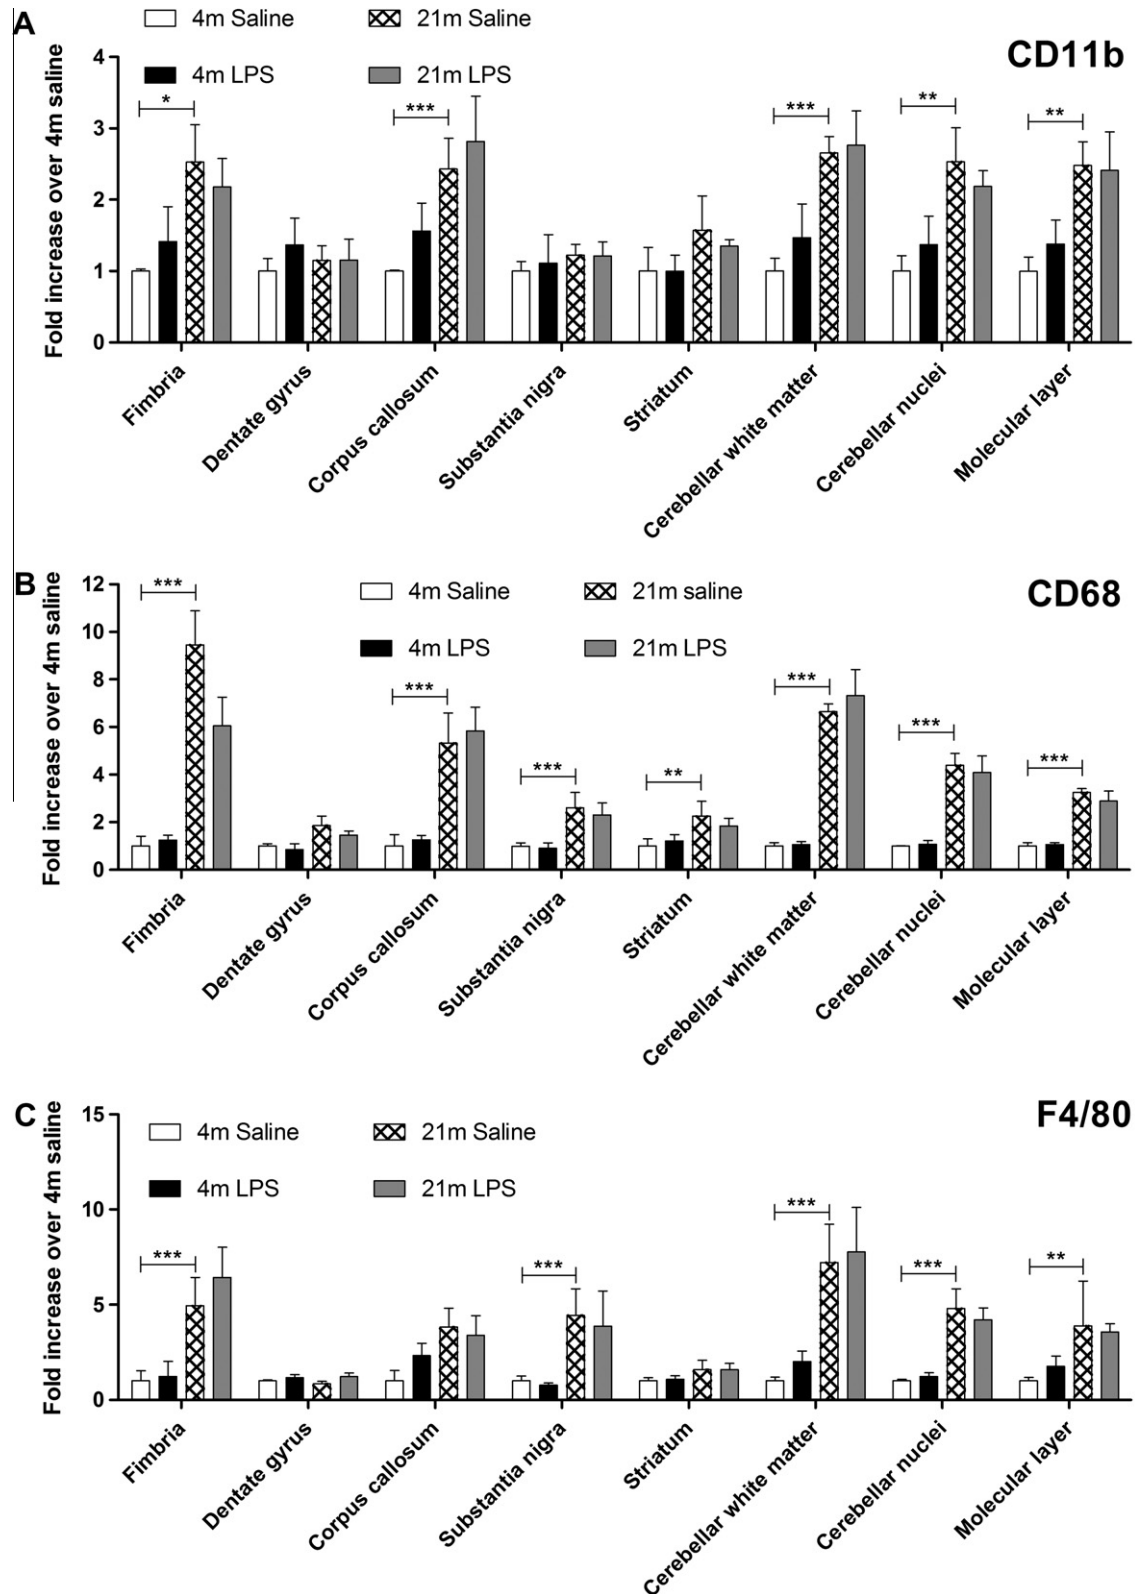 A
4m Saline 21m Saline
4m LPS 21m LPS
CD11b
Fold increase over 4m saline
4
3
2
1
0
* *** *** ** **
Fimbria
Dentate gyrus
Corpus callosum
Substantia nigra
Striatum
Cerebellar white matter
Cerebellar nuclei
Molecular layer
B
4m Saline 21m saline
4m LPS 21m LPS
CD68
Fold increase over 4m saline
12
10
8
6
4
2
0
*** *** *** ** *** *** ***
Fimbria
Dentate gyrus
Corpus callosum
Substantia nigra
Striatum
Cerebellar white matter
Cerebellar nuclei
Molecular layer
C
4m Saline 21m Saline
4m LPS 21m LPS
F4/80
Fold increase over 4m saline
15
10
5
0
*** *** *** *** **
Fimbria
Dentate gyrus
Corpus callosum
Substantia nigra
Striatum
Cerebellar white matter
Cerebellar nuclei
Molecular layer